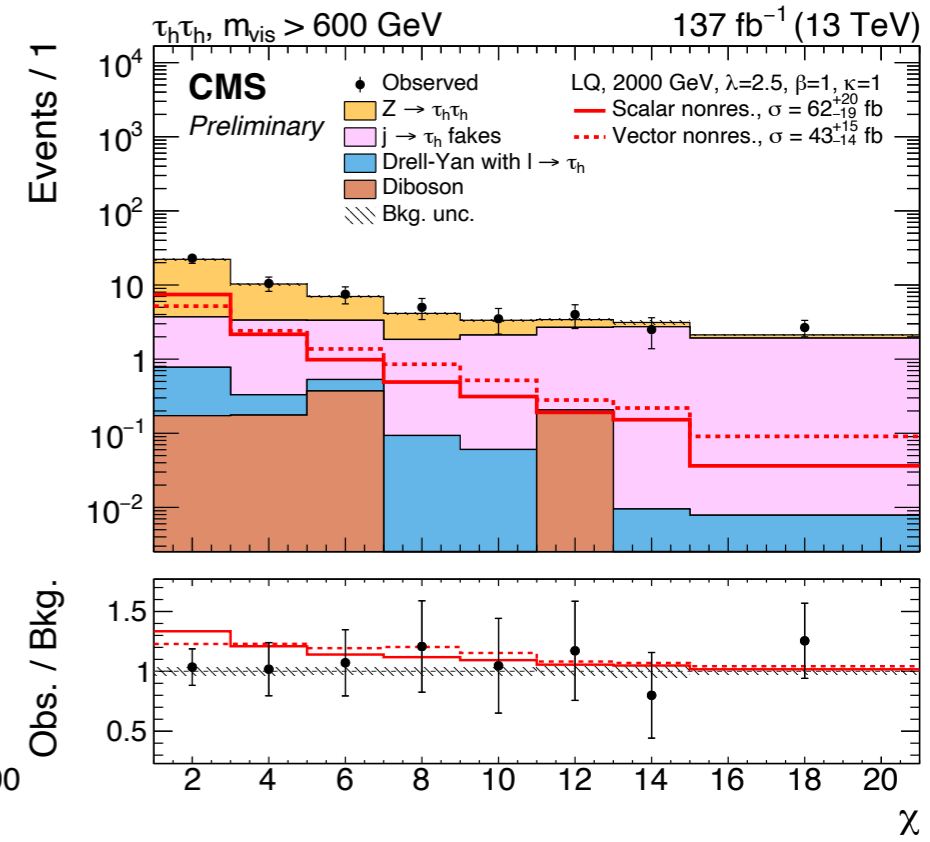 τhτh, mvis > 600 GeV 137 fb−1 (13 TeV)
Events / 1
104
103
102
10
1
10−1
10−2
CMS
Preliminary
Observed
Z → τhτh
j → τh fakes
Drell-Yan with l → τh
Diboson
Bkg. unc.
LQ, 2000 GeV, λ=2.5, β=1, κ=1
Scalar nonres., σ = 62+20−19 fb
Vector nonres., σ = 43+15−14 fb
Obs. / Bkg.
1.5
1
0.5
00 2 4 6 8 10 12 14 16 18 20
χ